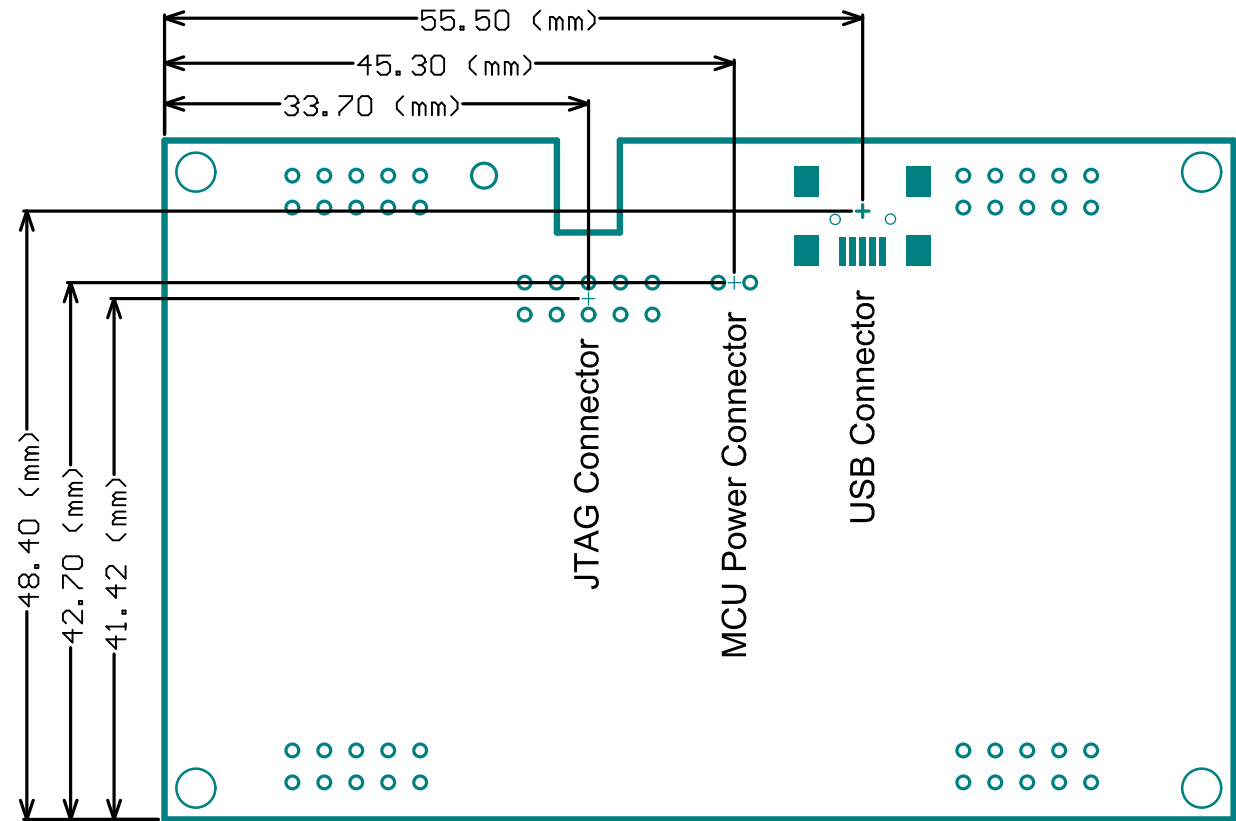 55.50 (mm)
45.30 (mm)
33.70 (mm)
48.40 (mm)
42.70 (mm)
41.42 (mm)
JTAG Connector
MCU Power Connector
USB Connector